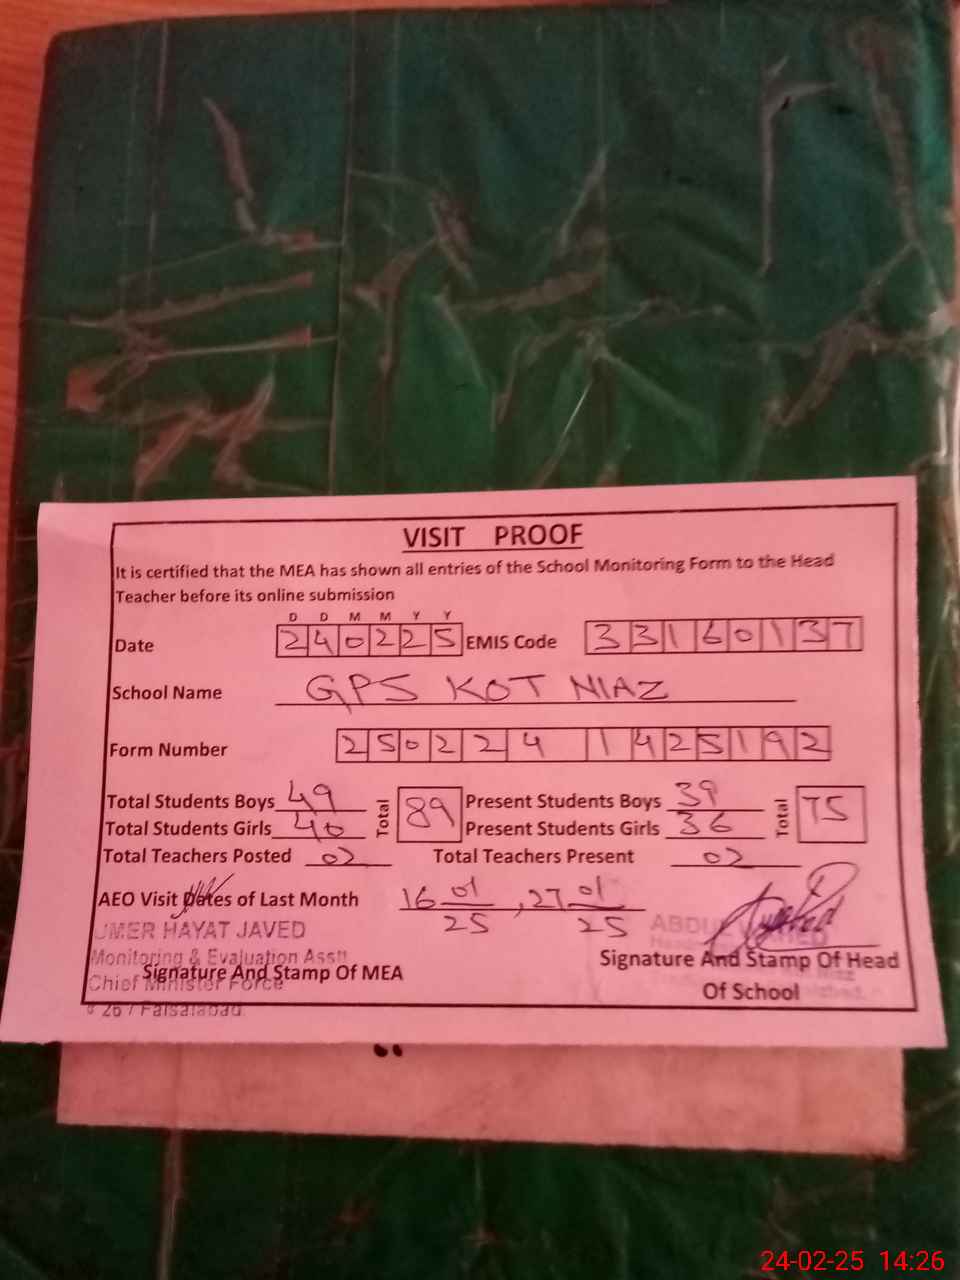 VISIT PROOF
It is certified that the MEA has shown all entries of the School Monitoring Form to the Head
Teacher before its online submission
D D M M Y Y
Date 240225 EMIS Code 33160137
School Name GPS KOT NIAZ
Form Number 250224 1425192
Total Students Boys 49 Total 89 Present Students Boys 39 Total 75
Total Students Girls 40 Present Students Girls 36
Total Teachers Posted 02 Total Teachers Present 02
AEO Visit Dates of Last Month 16 01/25, 27 01/25
UMER HAYAT JAVED
Monitoring & Evaluation Asstt
Chief Minister Force
Faisalabad
Signature And Stamp Of MEA
Signature And Stamp Of Head
Of School
24-02-25 14:26